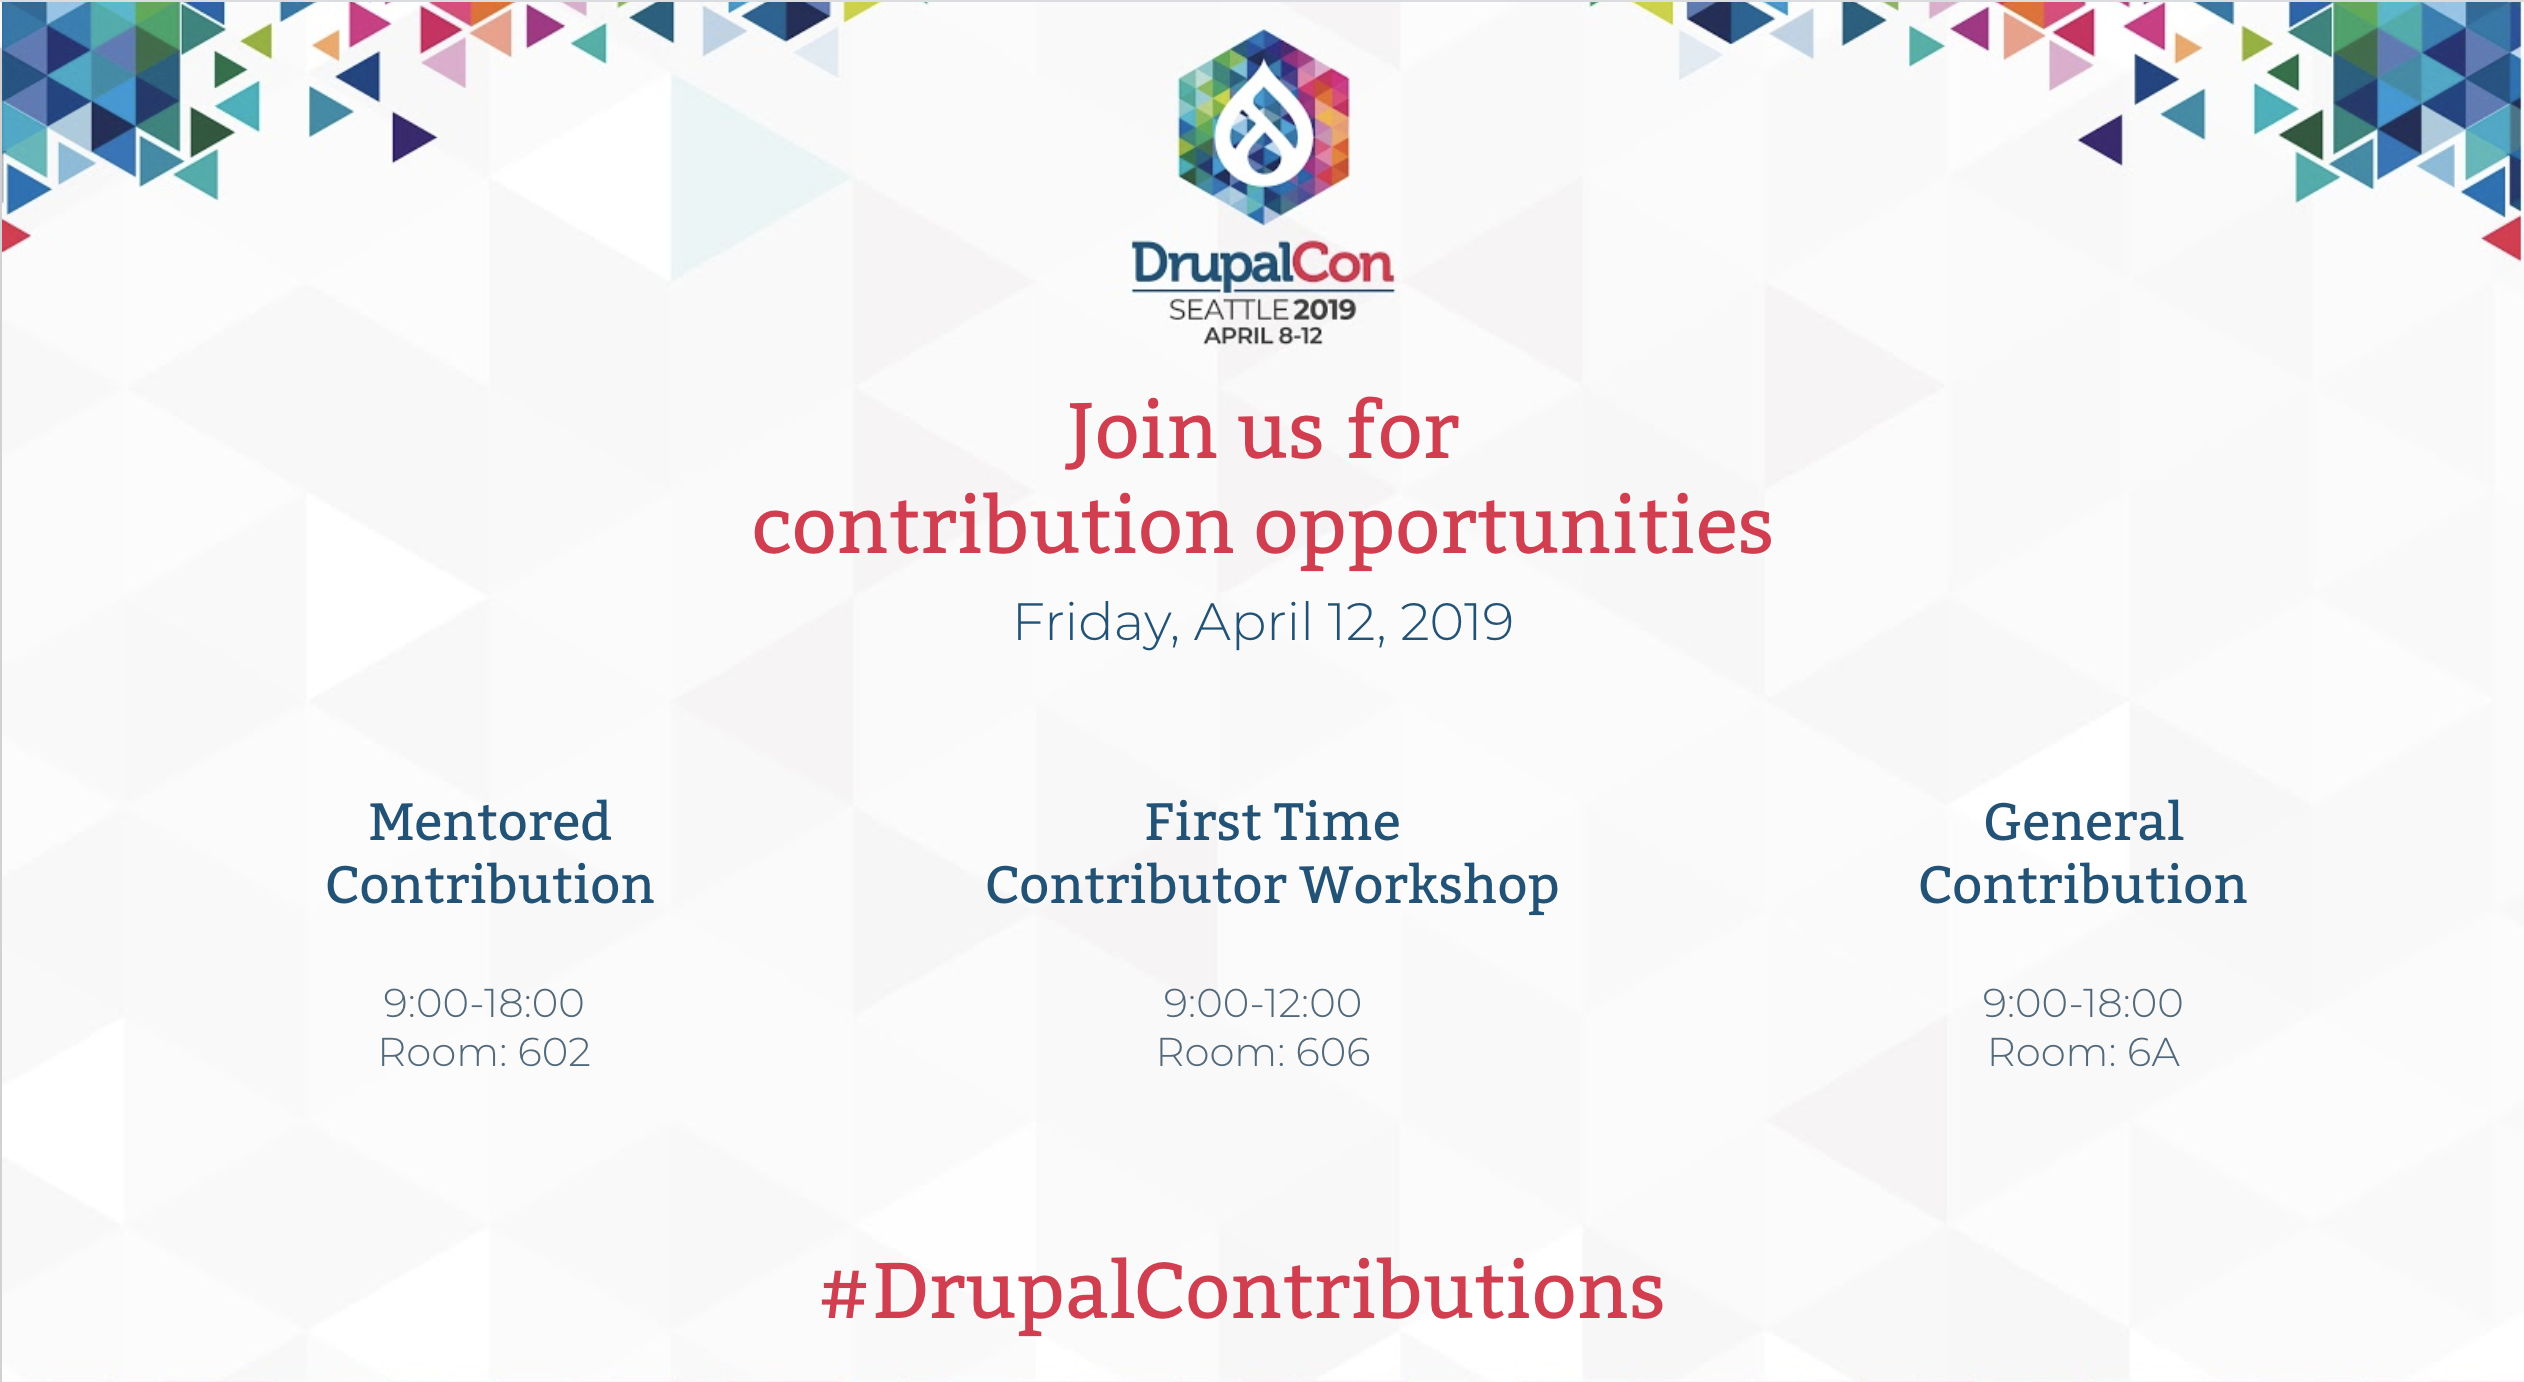 DrupalCon
SEATTLE 2019
APRIL 8-12
Join us for
contribution opportunities
Friday, April 12, 2019
Mentored
Contribution
9:00-18:00
Room: 602
First Time
Contributor Workshop
9:00-12:00
Room: 606
General
Contribution
9:00-18:00
Room: 6A
#DrupalContributions